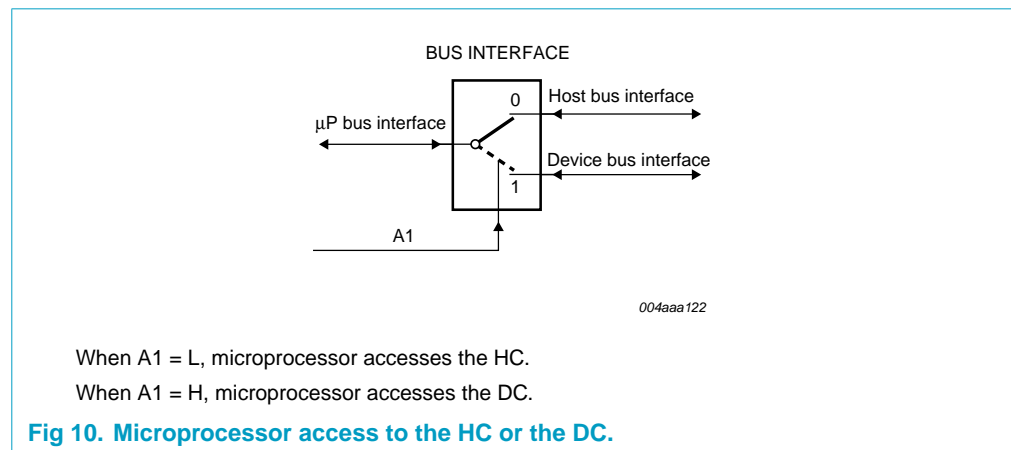 BUS INTERFACE
0
Host bus interface
μP bus interface
Device bus interface
1
A1
004aaa122
When A1 = L, microprocessor accesses the HC.
When A1 = H, microprocessor accesses the DC.
Fig 10. Microprocessor access to the HC or the DC.